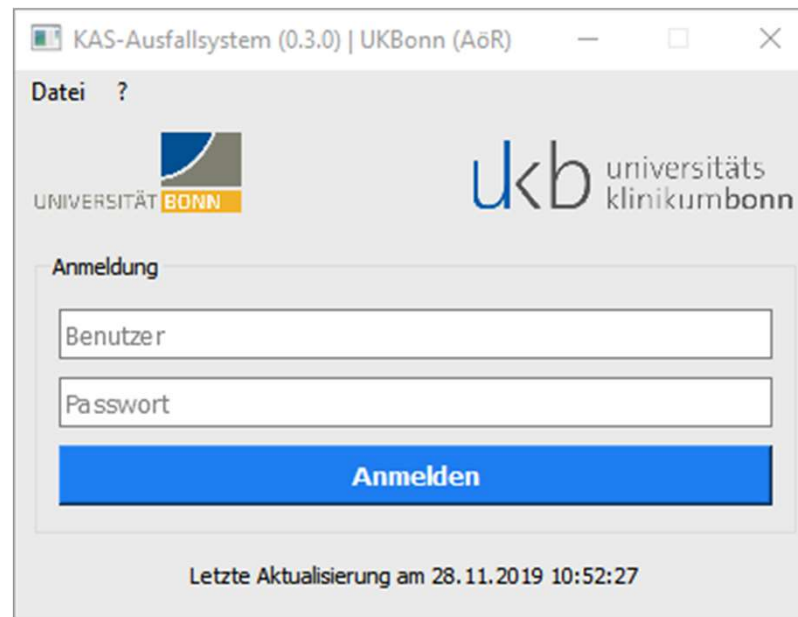 KAS-Ausfallsystem (0.3.0) | UKBonn (AöR)
Datei ?
UNIVERSITÄT BONN
ukb universitäts
klinikumbonn
Anmeldung
Benutzer
Passwort
Anmelden
Letzte Aktualisierung am 28.11.2019 10:52:27